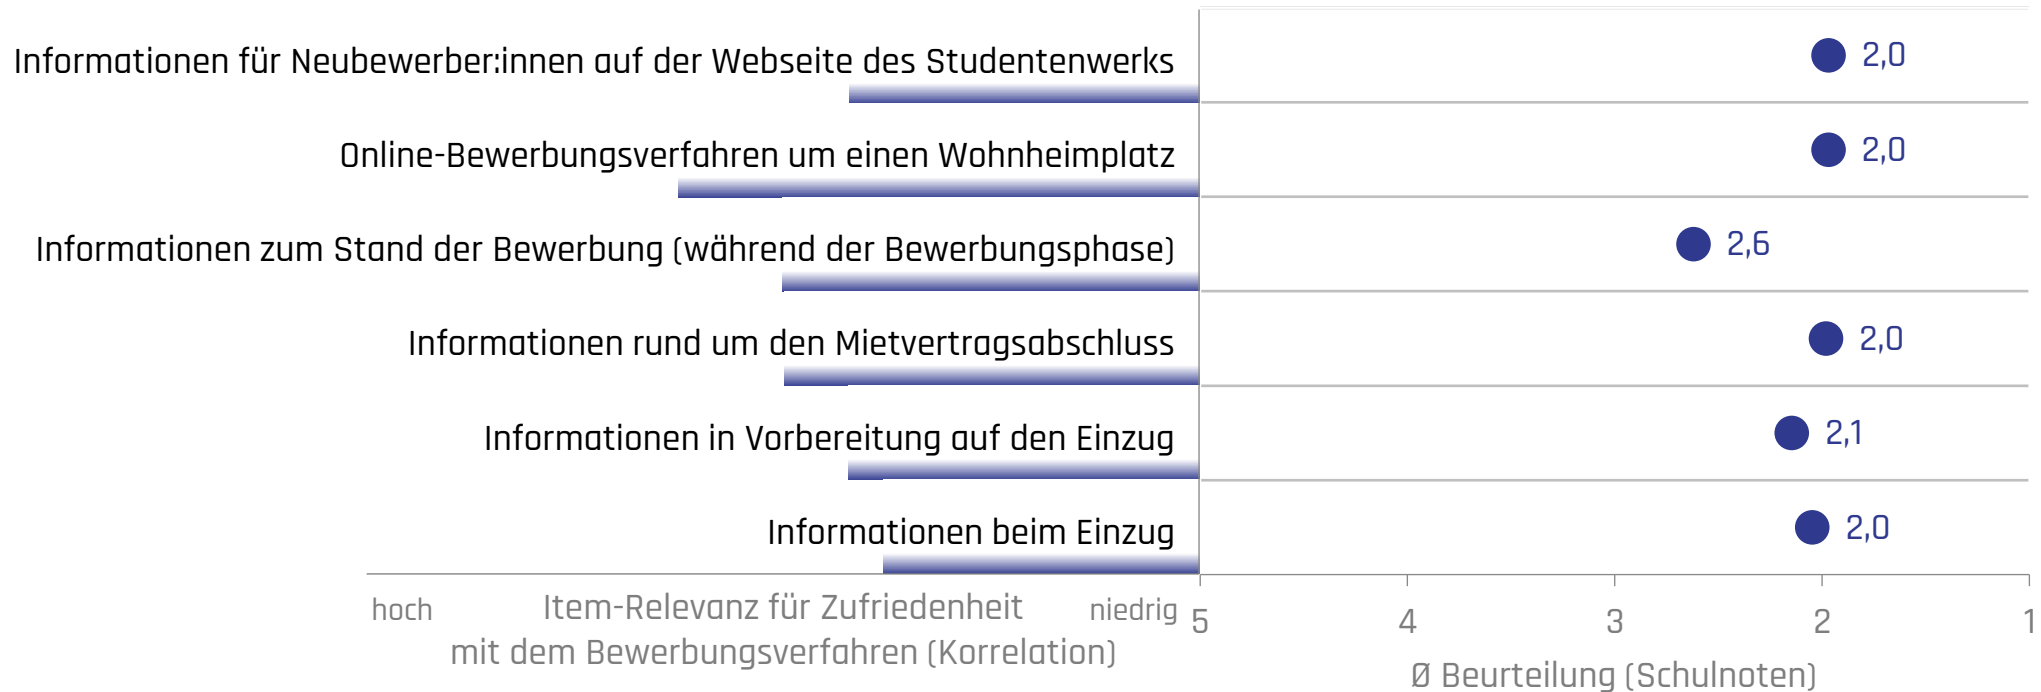 Informationen für Neubewerber:innen auf der Webseite des Studentenwerks 2,0
Online-Bewerbungsverfahren um einen Wohnheimplatz 2,0
Informationen zum Stand der Bewerbung (während der Bewerbungsphase) 2,6
Informationen rund um den Mietvertragsabschluss 2,0
Informationen in Vorbereitung auf den Einzug 2,1
Informationen beim Einzug 2,0
hoch Item-Relevanz für Zufriedenheit niedrig 5 4 3 2 1
mit dem Bewerbungsverfahren (Korrelation)
Ø Beurteilung (Schulnoten)